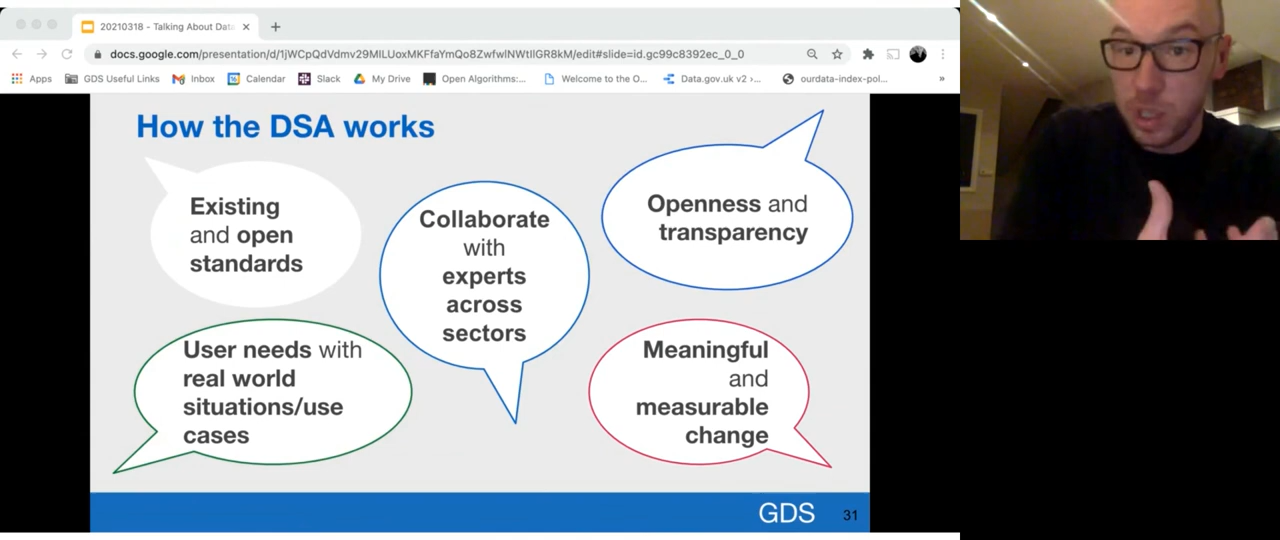 20210318 - Talking About Data
docs.google.com/presentation/d/1jWCpQdVdmv29MILUoxMKFfaYmQo8ZwfwlNWtIlGR8kM/edit#slide=id.gc99c8392ec_0_0
Apps GDS Useful Links Inbox Calendar Slack My Drive Open Algorithms:... Welcome to the O... Data.gov.uk v2 ›... ourdata-index-pol... »
How the DSA works
Existing
and open
standards
Collaborate
with
experts
across
sectors
Openness and
transparency
User needs with
real world
situations/use
cases
Meaningful
and
measurable
change
GDS 31